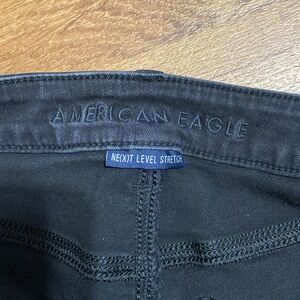 AMERICAN EAGLE
NE(X)T LEVEL STRETCH